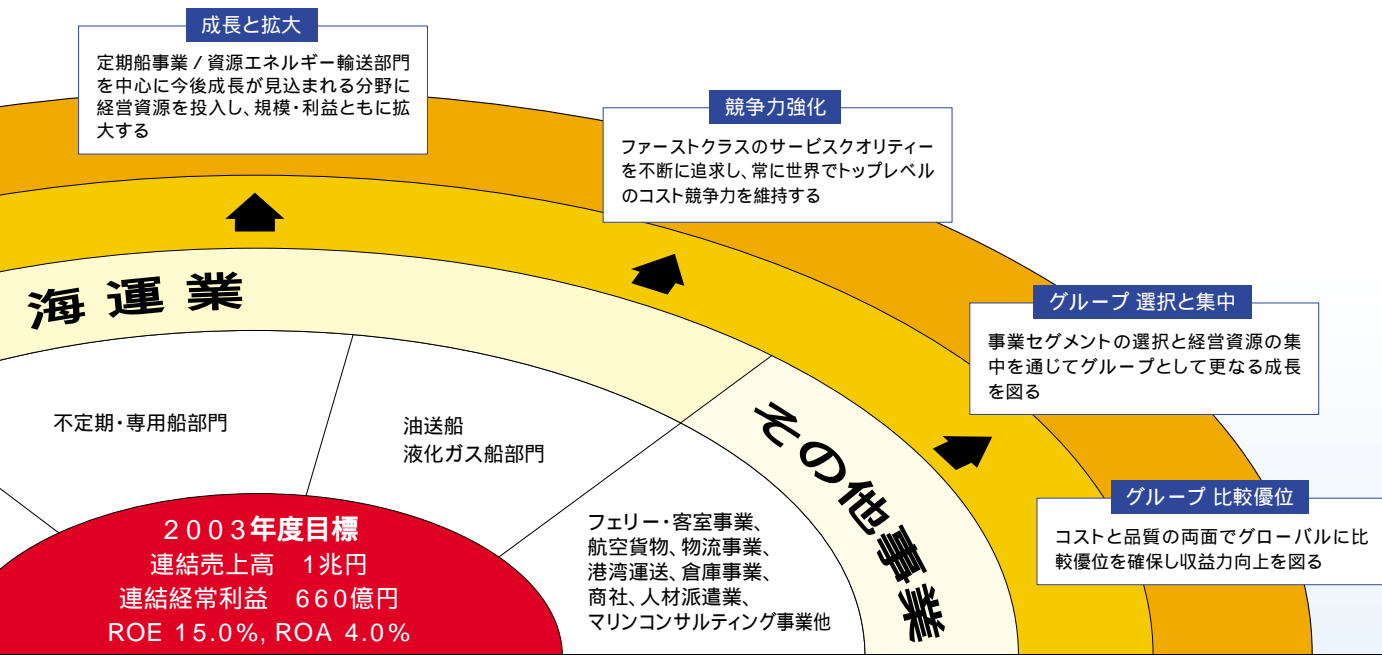 成長と拡大
定期船事業 / 資源エネルギー輸送部門
を中心に今後成長が見込まれる分野に
経営資源を投入し、規模・利益ともに拡
大する
競争力強化
ファーストクラスのサービスクオリティー
を不断に追求し、常に世界でトップレベル
のコスト競争力を維持する
グループ 選択と集中
事業セグメントの選択と経営資源の集
中を通じてグループとして更なる成長
を図る
グループ 比較優位
コストと品質の両面でグローバルに比
較優位を確保し収益力向上を図る
海運業
その他事業
不定期・専用船部門
油送船
液化ガス船部門
フェリー・客室事業、
航空貨物、物流事業、
港湾運送、倉庫事業、
商社、人材派遣業、
マリンコンサルティング事業他
2003年度目標
連結売上高　1兆円
連結経常利益　660億円
ROE 15.0%, ROA 4.0%